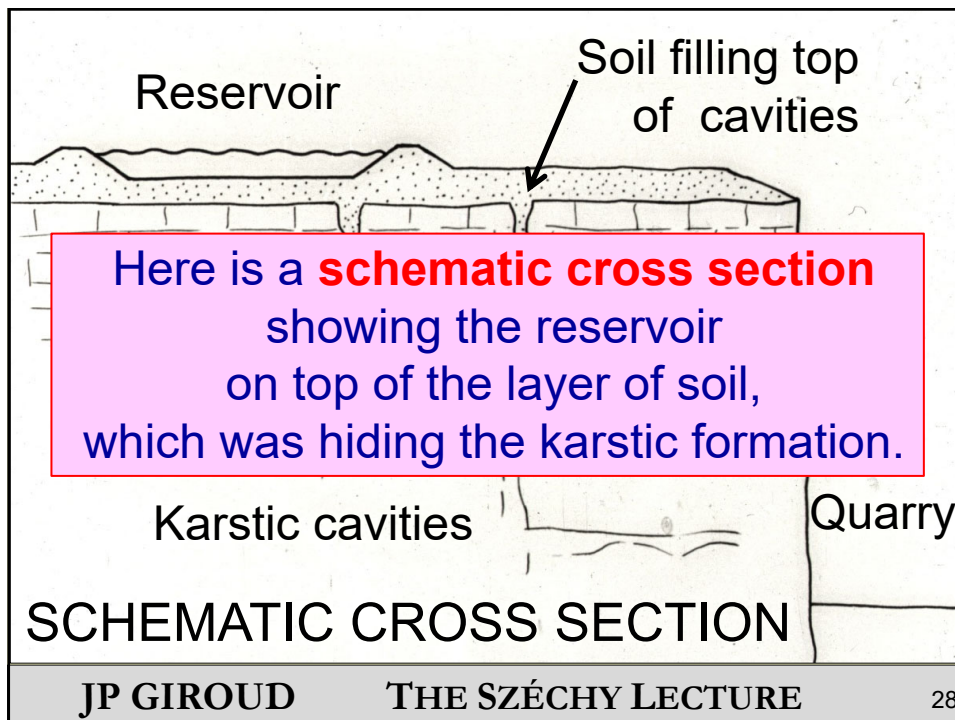 Reservoir
Soil filling top
of cavities
Here is a schematic cross section
showing the reservoir
on top of the layer of soil,
which was hiding the karstic formation.
Karstic cavities
Quarry
SCHEMATIC CROSS SECTION
JP GIROUD THE SZÉCHY LECTURE 28